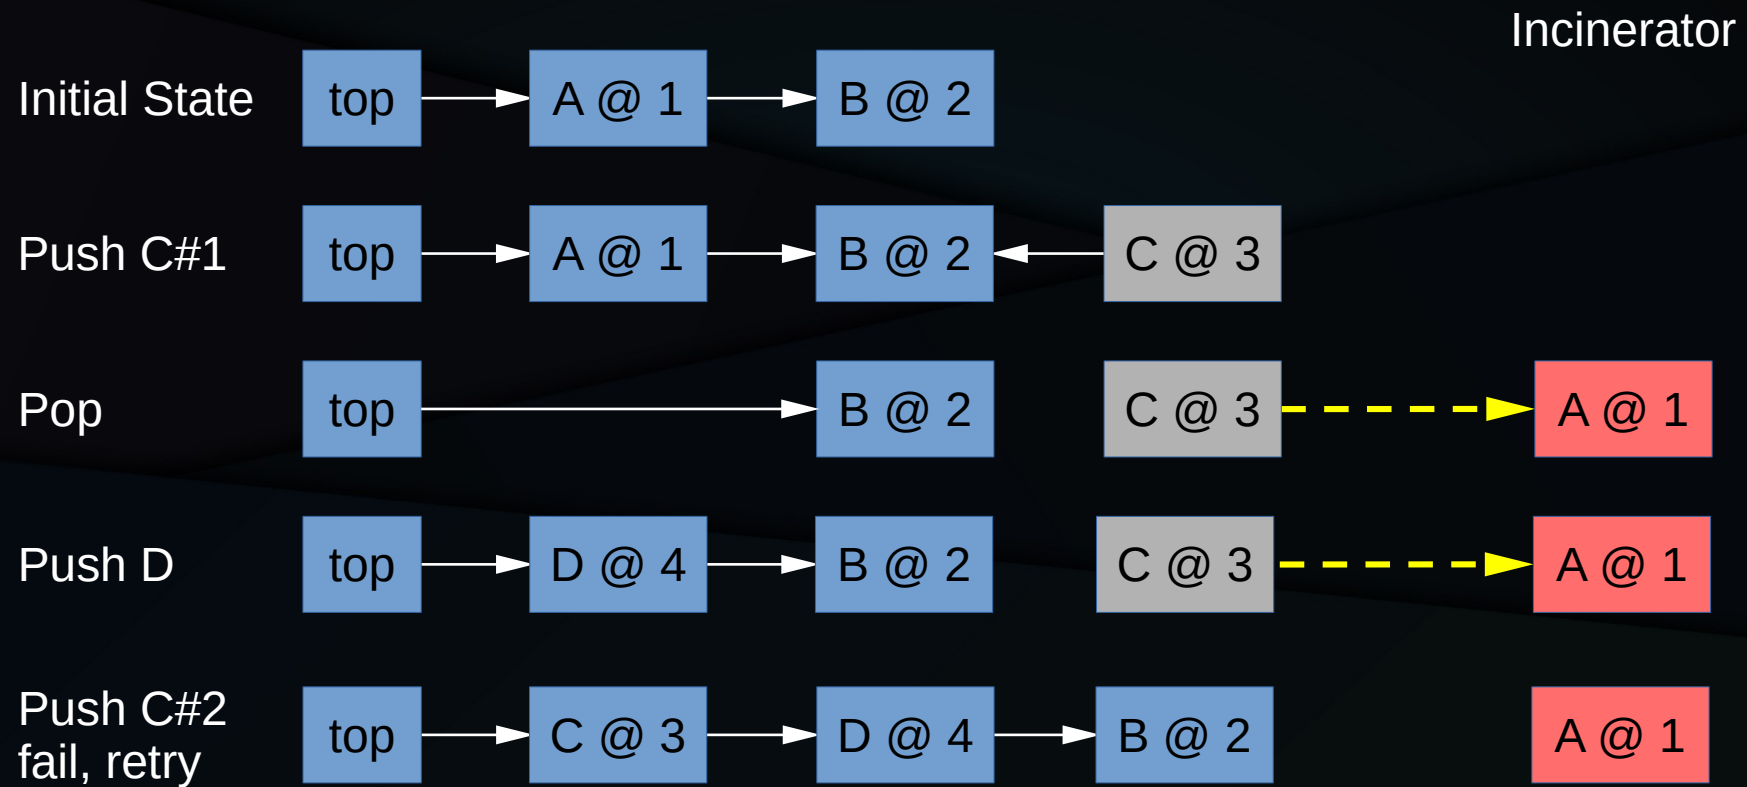 Incinerator
Initial State top A @ 1 B @ 2
Push C#1 top A @ 1 B @ 2 C @ 3
Pop top B @ 2 C @ 3 A @ 1
Push D top D @ 4 B @ 2 C @ 3 A @ 1
Push C#2
fail, retry
top C @ 3 D @ 4 B @ 2 A @ 1